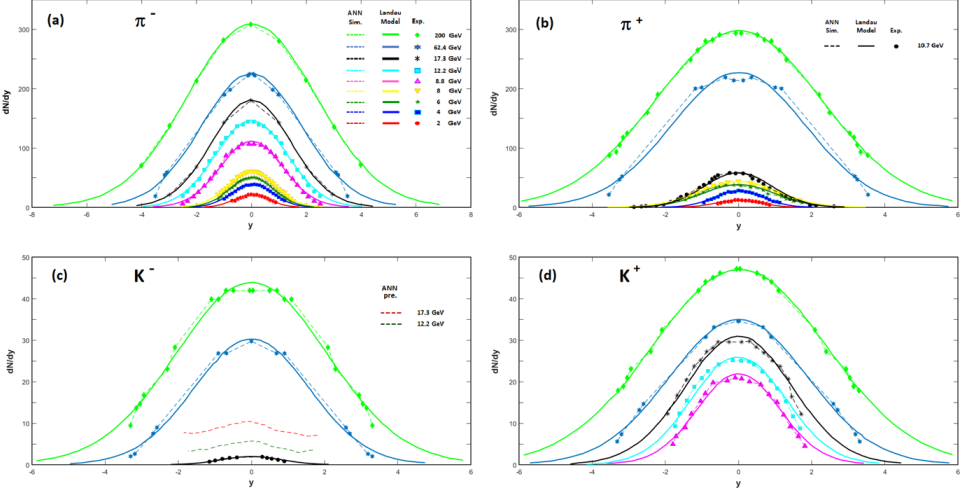 (a) π⁻
ANN Sim. Landau Model Exp.
200 GeV
62.4 GeV
17.3 GeV
12.2 GeV
8.8 GeV
8 GeV
6 GeV
4 GeV
2 GeV
dN/dy
300
200
100
0
-8 -6 -4 -2 0 2 4 6 8
y
(b) π⁺
ANN Sim. Landau Model Exp.
10.7 GeV
dN/dy
300
200
100
0
-6 -4 -2 0 2 4 6
y
(c) K⁻
ANN pre.
17.3 GeV
12.2 GeV
dN/dy
50
40
30
20
10
0
-6 -4 -2 0 2 4 6
y
(d) K⁺
dN/dy
50
40
30
20
10
0
-6 -4 -2 0 2 4 6
y